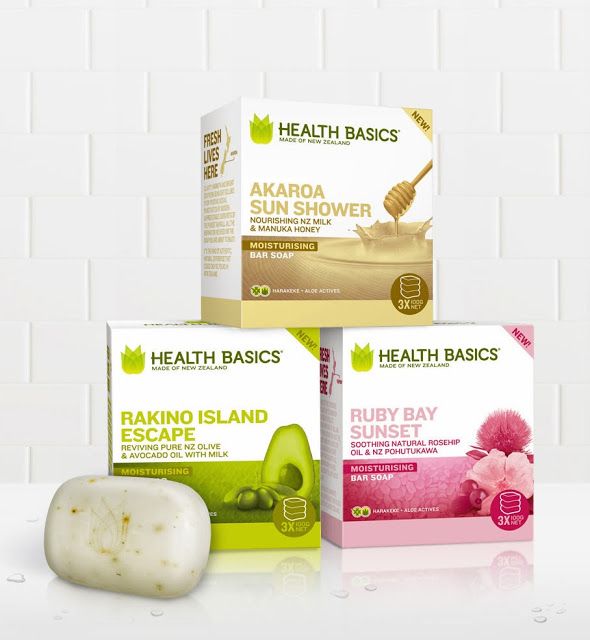 NEW!
HEALTH BASICS®
MADE OF NEW ZEALAND
FRESH
LIVES
HERE
AKAROA
SUN SHOWER
NOURISHING NZ MILK
& MANUKA HONEY
MOISTURISING
BAR SOAP
HARAKEKE • ALOE ACTIVES
3X 100G NET
NEW!
HEALTH BASICS®
MADE OF NEW ZEALAND
RAKINO ISLAND
ESCAPE
REVIVING PURE NZ OLIVE
& AVOCADO OIL WITH MILK
MOISTURISING
3X 100G NET
NEW!
HEALTH BASICS®
MADE OF NEW ZEALAND
FRESH
LIVES
HERE
RUBY BAY
SUNSET
SOOTHING NATURAL ROSEHIP
OIL & NZ POHUTUKAWA
MOISTURISING
BAR SOAP
HARAKEKE • ALOE ACTIVES
3X 100G NET